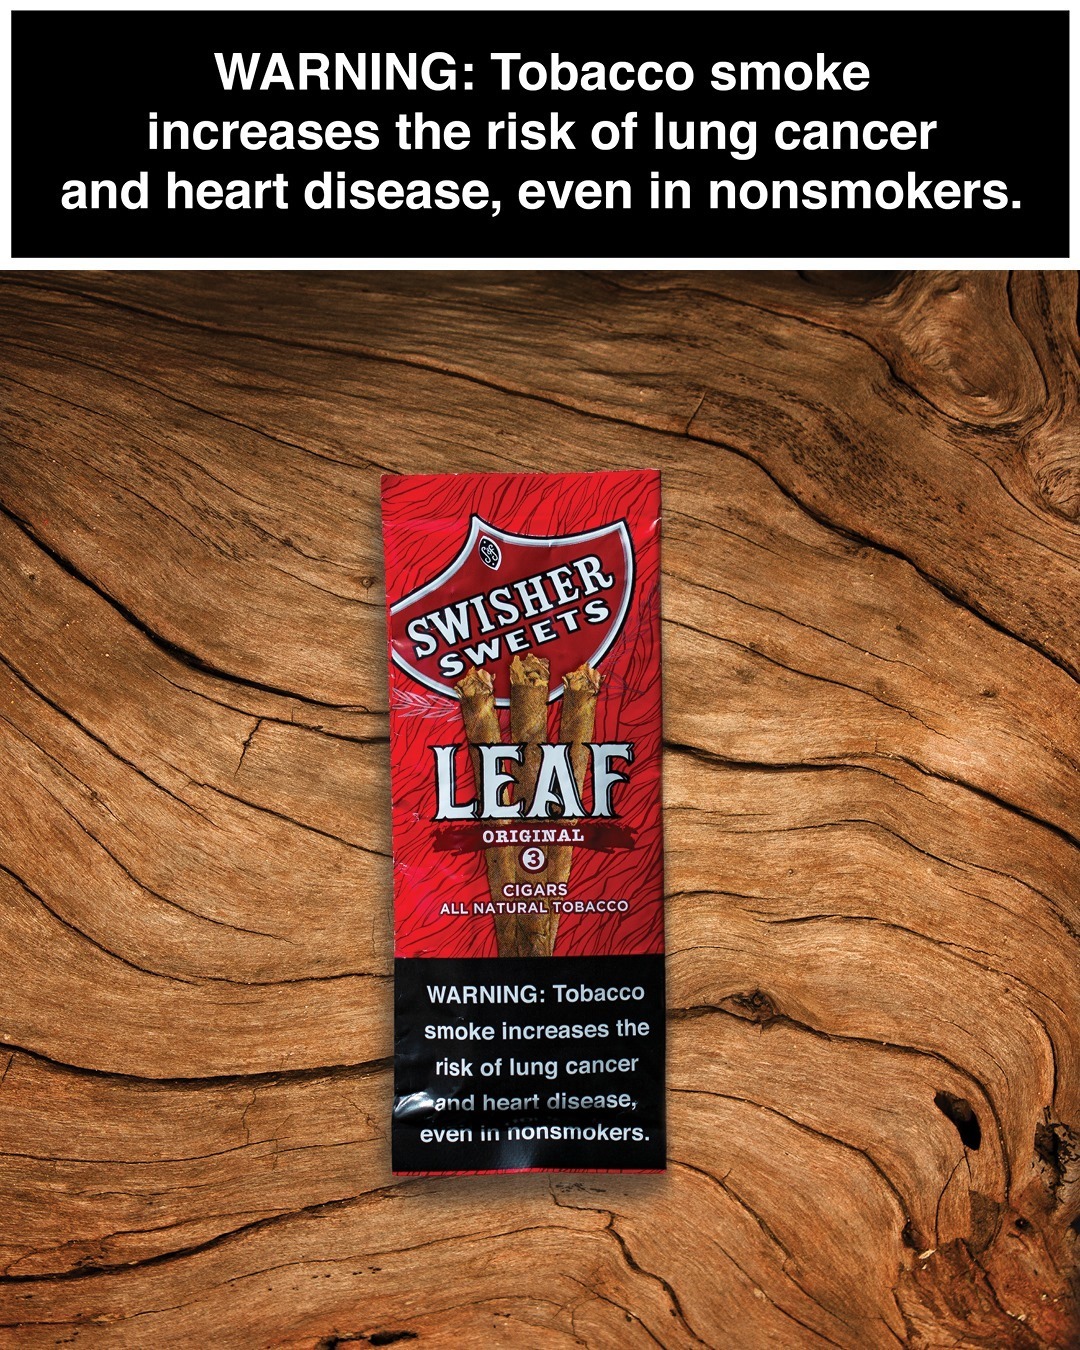 WARNING: Tobacco smoke
increases the risk of lung cancer
and heart disease, even in nonsmokers.
SWISHER
SWEETS
LEAF
ORIGINAL
3
CIGARS
ALL NATURAL TOBACCO
WARNING: Tobacco
smoke increases the
risk of lung cancer
and heart disease,
even in nonsmokers.